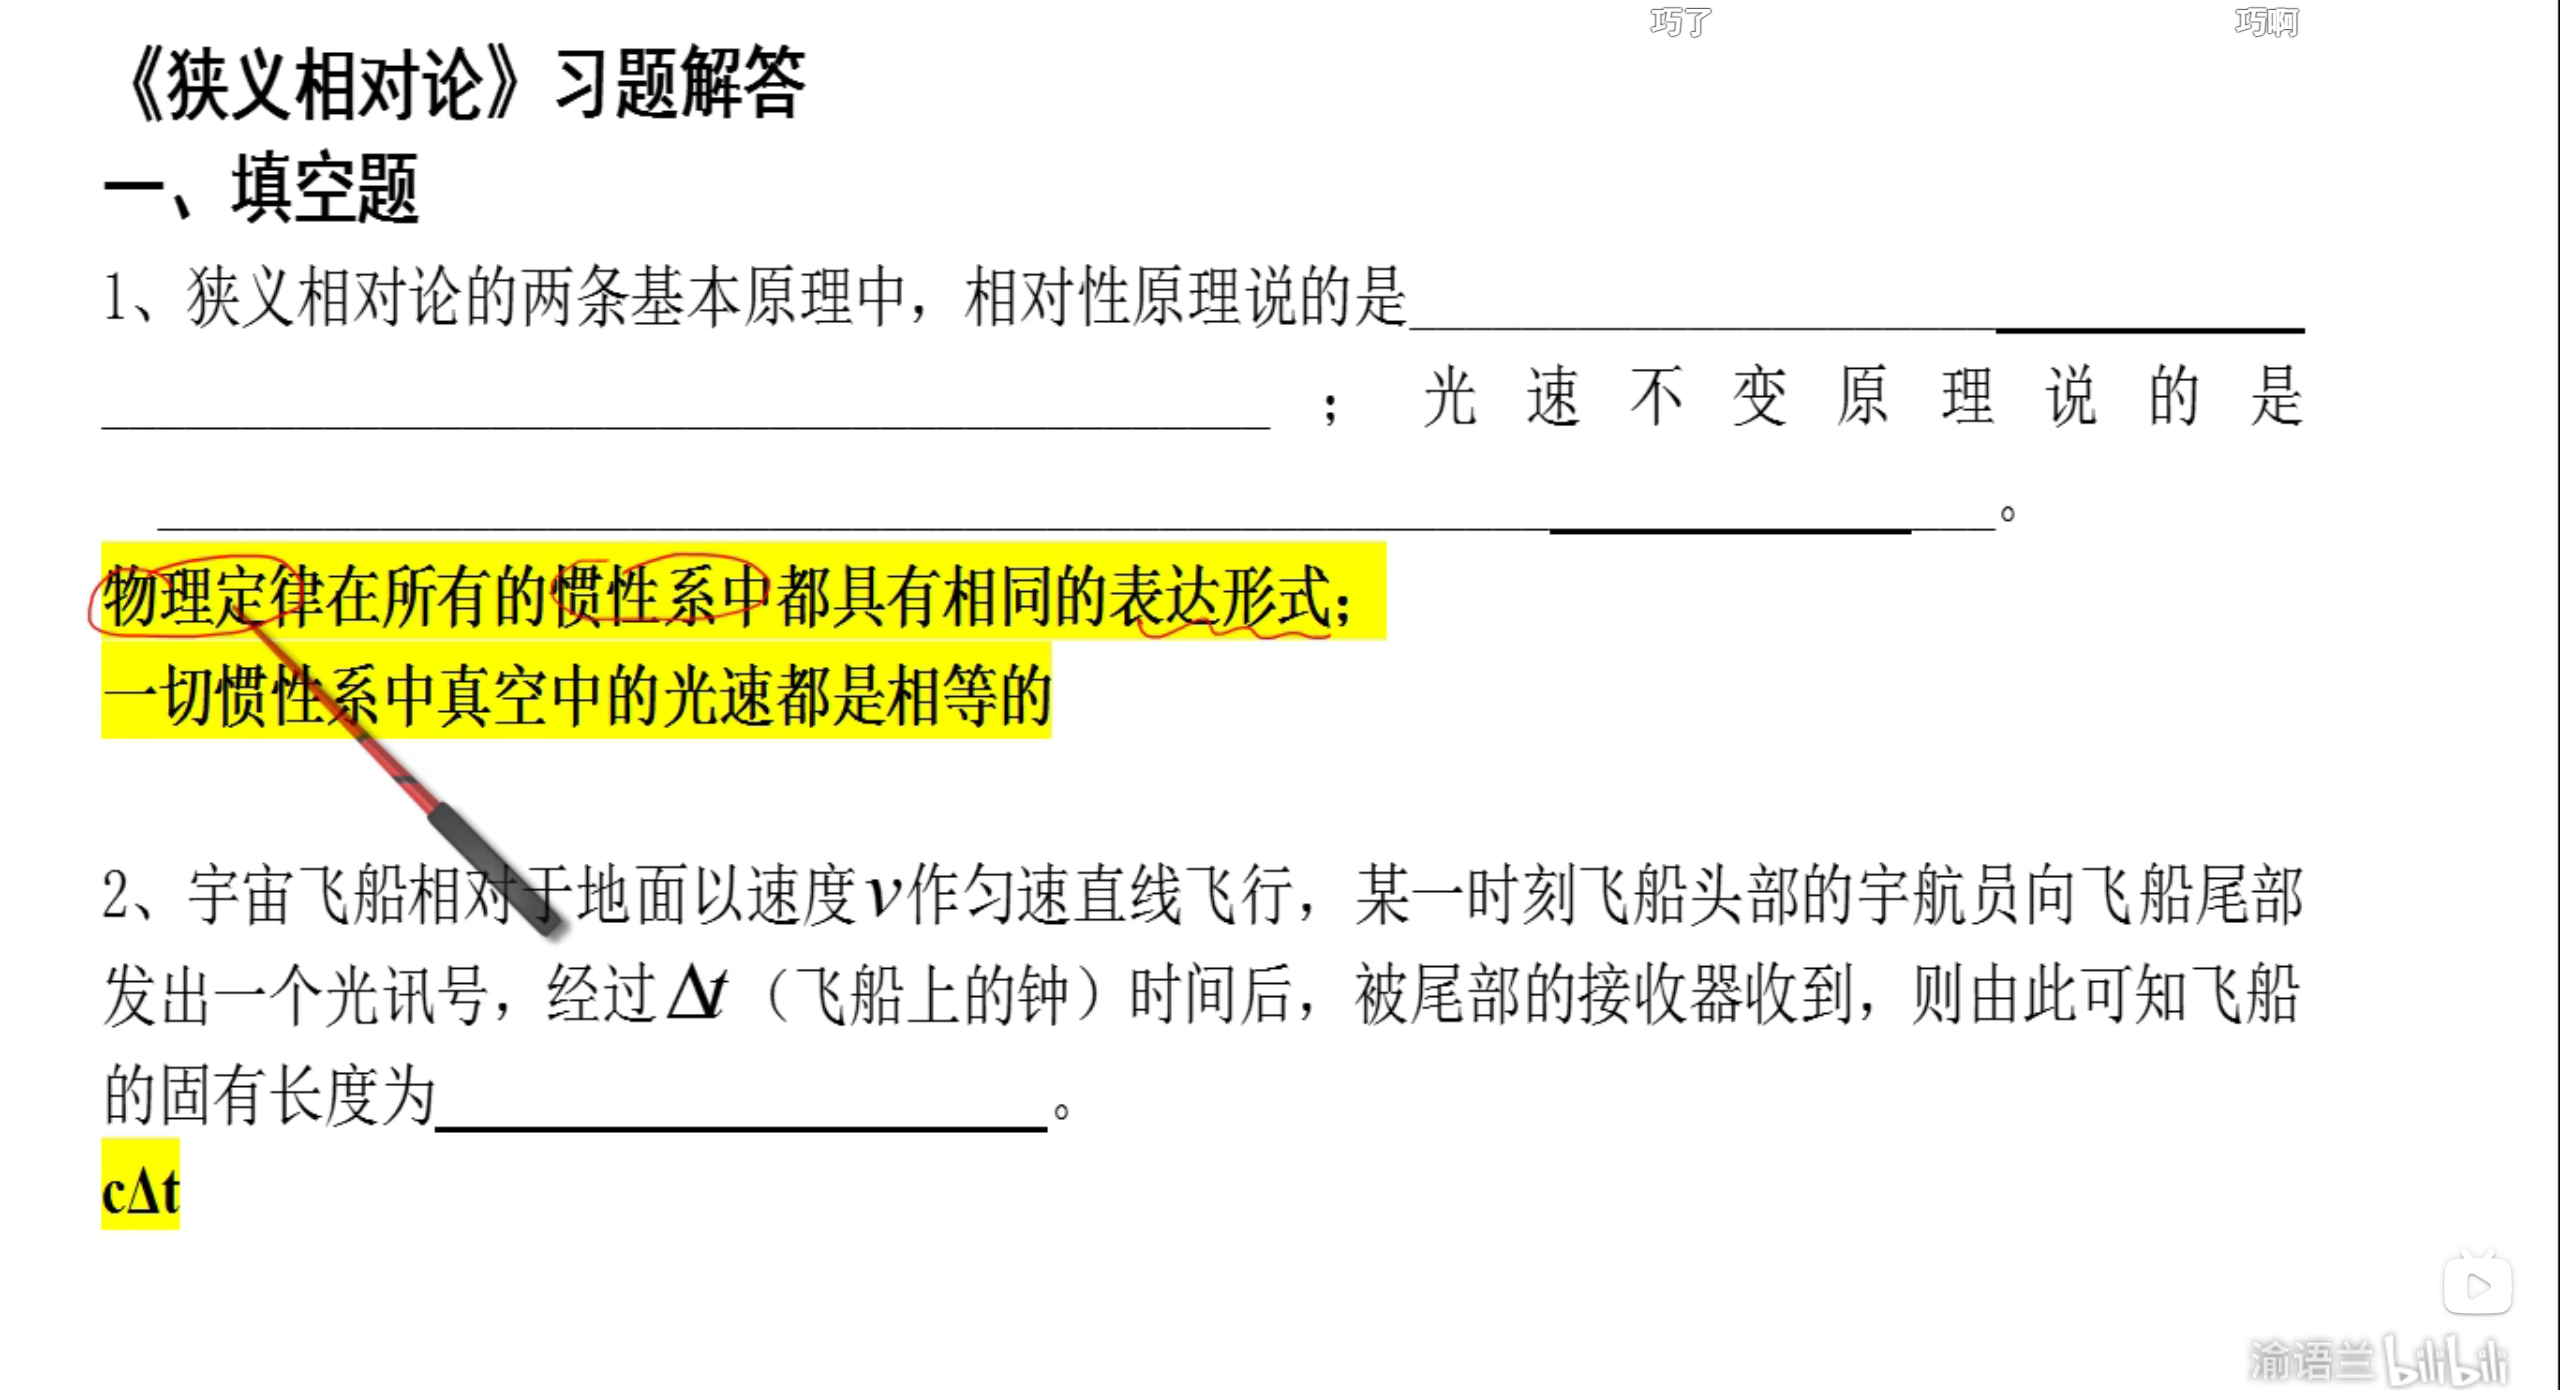 巧了 巧啊
《狭义相对论》习题解答
一、填空题
1、狭义相对论的两条基本原理中，相对性原理说的是
；光速不变原理说的是
。
物理定律在所有的惯性系中都具有相同的表达形式；
一切惯性系中真空中的光速都是相等的
2、宇宙飞船相对于地面以速度v作匀速直线飞行，某一时刻飞船头部的宇航员向飞船尾部
发出一个光讯号，经过Δt（飞船上的钟）时间后，被尾部的接收器收到，则由此可知飞船
的固有长度为。
cΔt
渝语兰 bilibili